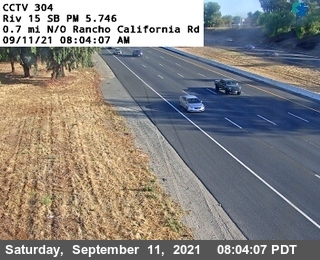 CCTV 304
Riv 15 SB PM 5.746
0.7 mi N/O Rancho California Rd
09/11/21 08:04:07 AM
Saturday, September 11, 2021 08:04:07 PDT